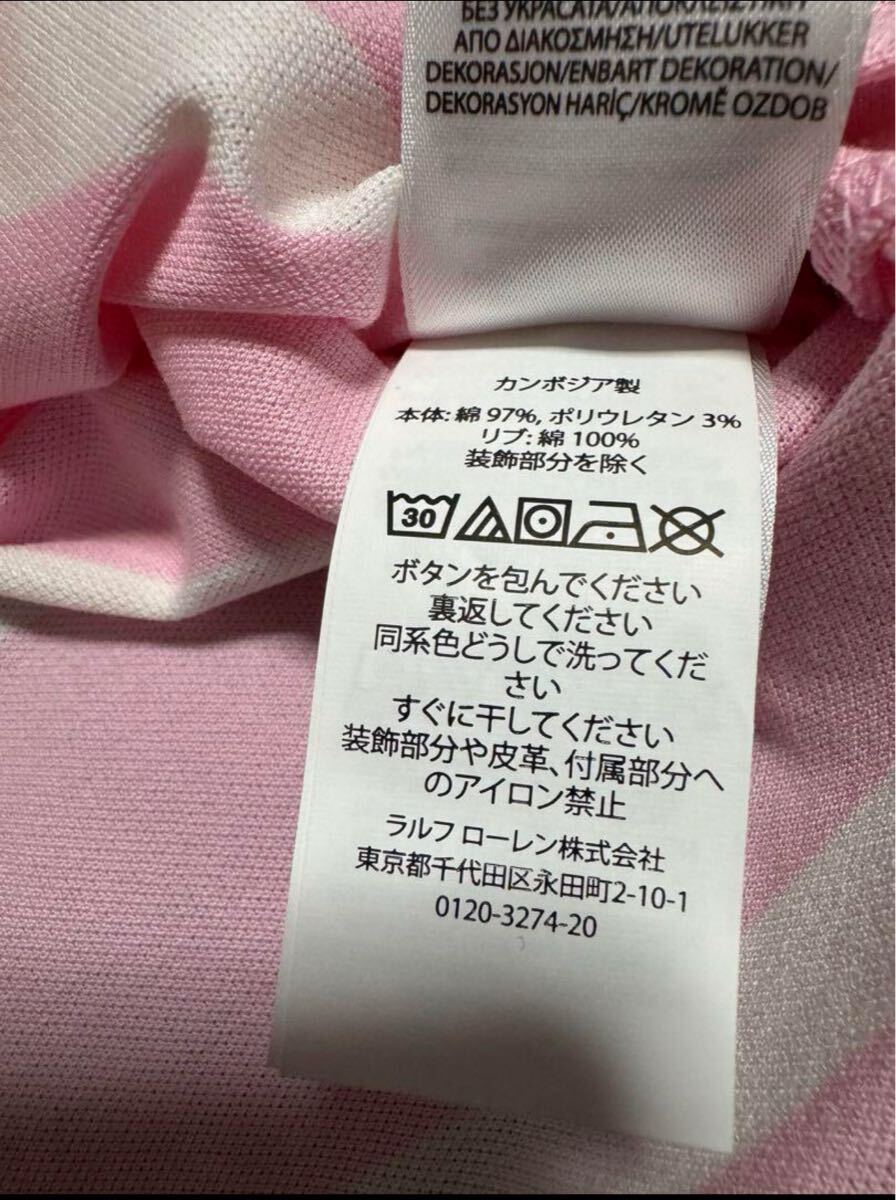 БЕЗ УКРАСАТА/ΑΠΟΚΛΕΙΣΤΙΚΗ
ΑΠΟ ΔΙΑΚΟΣΜΗΣΗ/UTELUKKER
DEKORASJON/ENBART DEKORATION/
DEKORASYON HARİÇ/KROMĚ OZDOB
カンボジア製
本体: 綿 97%, ポリウレタン 3%
リブ: 綿 100%
装飾部分を除く
30
ボタンを包んでください
裏返してください
同系色どうしで洗ってくだ
さい
すぐに干してください
装飾部分や皮革、付属部分へ
のアイロン禁止
ラルフ ローレン株式会社
東京都千代田区永田町2-10-1
0120-3274-20